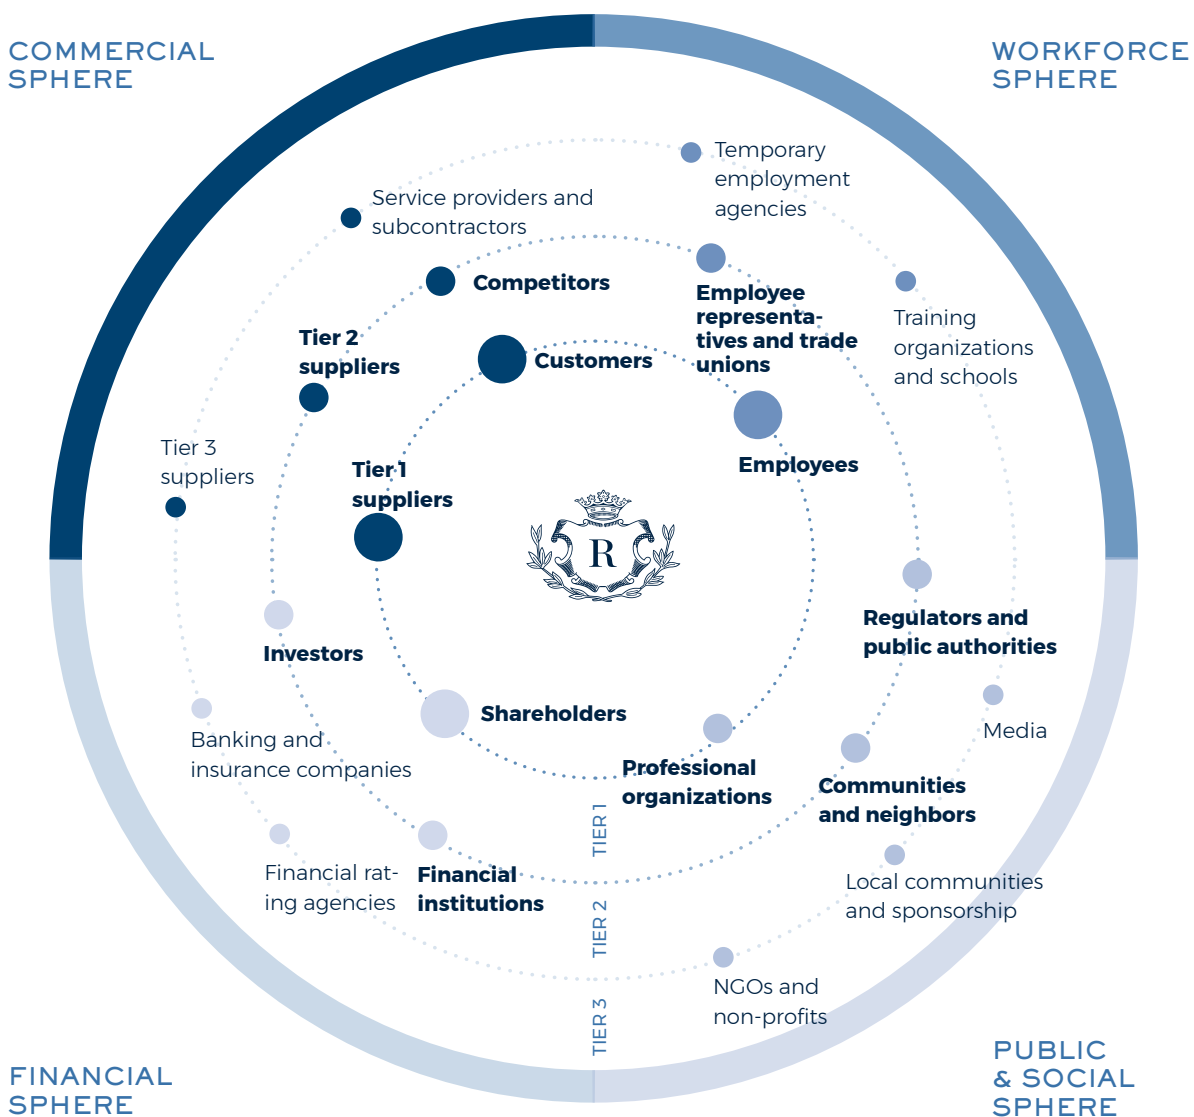 COMMERCIAL
SPHERE
WORKFORCE
SPHERE
Temporary
employment
agencies
Service providers and
subcontractors
Competitors
Employee
representa-
tives and trade
unions
Training
organizations
and schools
Tier 2
suppliers
Customers
Tier 3
suppliers
Tier 1
suppliers
Employees
R
Regulators and
public authorities
Investors
Shareholders
Media
Banking and
insurance companies
Professional
organizations
Communities
and neighbors
TIER 1
Financial rat-
ing agencies
Financial
institutions
Local communities
and sponsorship
TIER 2
NGOs and
non-profits
TIER 3
FINANCIAL
SPHERE
PUBLIC
& SOCIAL
SPHERE